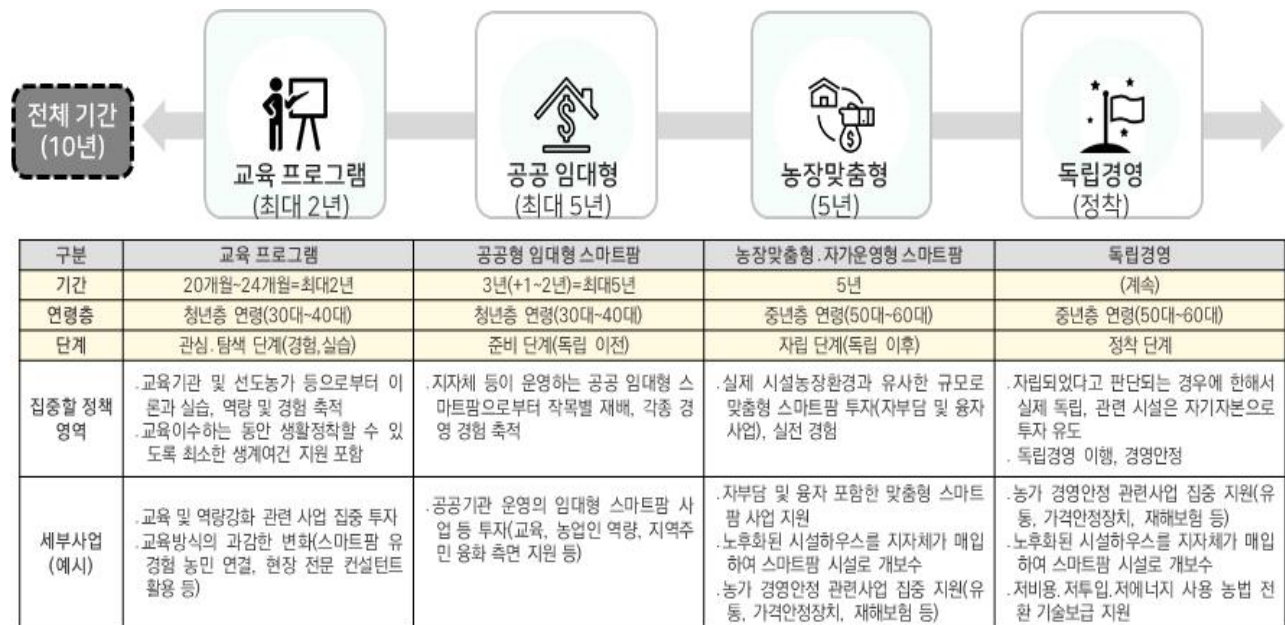 전체 기간
(10년)
교육 프로그램
(최대 2년)
공공 임대형
(최대 5년)
농장맞춤형
(5년)
독립경영
(정착)
구분
교육 프로그램
공공형 임대형 스마트팜
농장맞춤형.자가운영형 스마트팜
독립경영
기간
20개월~24개월=최대2년
3년(+1~2년)=최대5년
5년
(계속)
연령층
청년층 연령(30대~40대)
청년층 연령(30대~40대)
중년층 연령(50대~60대)
중년층 연령(50대~60대)
단계
관심.탐색 단계(경험,실습)
준비 단계(독립 이전)
자립 단계(독립 이후)
정착 단계
집중할 정책
영역
.교육기관 및 선도농가 등으로부터 이
론과 실습, 역량 및 경험 축적
.교육이수하는 동안 생활정착할 수 있
도록 최소한 생계여건 지원 포함
.지자체 등이 운영하는 공공 임대형 스
마트팜으로부터 작목별 재배, 각종 경
영 경험 축적
.실제 시설농장환경과 유사한 규모로
맞춤형 스마트팜 투자(자부담 및 융자
사업), 실전 경험
.자립되었다고 판단되는 경우에 한해서
실제 독립, 관련 시설은 자기자본으로
투자 유도
. 독립경영 이행, 경영안정
세부사업
(예시)
.교육 및 역량강화 관련 사업 집중 투자
.교육방식의 과감한 변화(스마트팜 유
경험 농민 연결, 현장 전문 컨설턴트
활용 등)
.공공기관 운영의 임대형 스마트팜 사
업 등 투자(교육, 농업인 역량, 지역주
민 융화 측면 지원 등)
.자부담 및 융자 포함한 맞춤형 스마트
팜 사업 지원
.노후화된 시설하우스를 지자체가 매입
하여 스마트팜 시설로 개보수
.농가 경영안정 관련사업 집중 지원(유
통, 가격안정장치, 재해보험 등)
.농가 경영안정 관련사업 집중 지원(유
통, 가격안정장치, 재해보험 등)
.노후화된 시설하우스를 지자체가 매입
하여 스마트팜 시설로 개보수
.저비용.저투입.저에너지 사용 농법 전
환 기술보급 지원